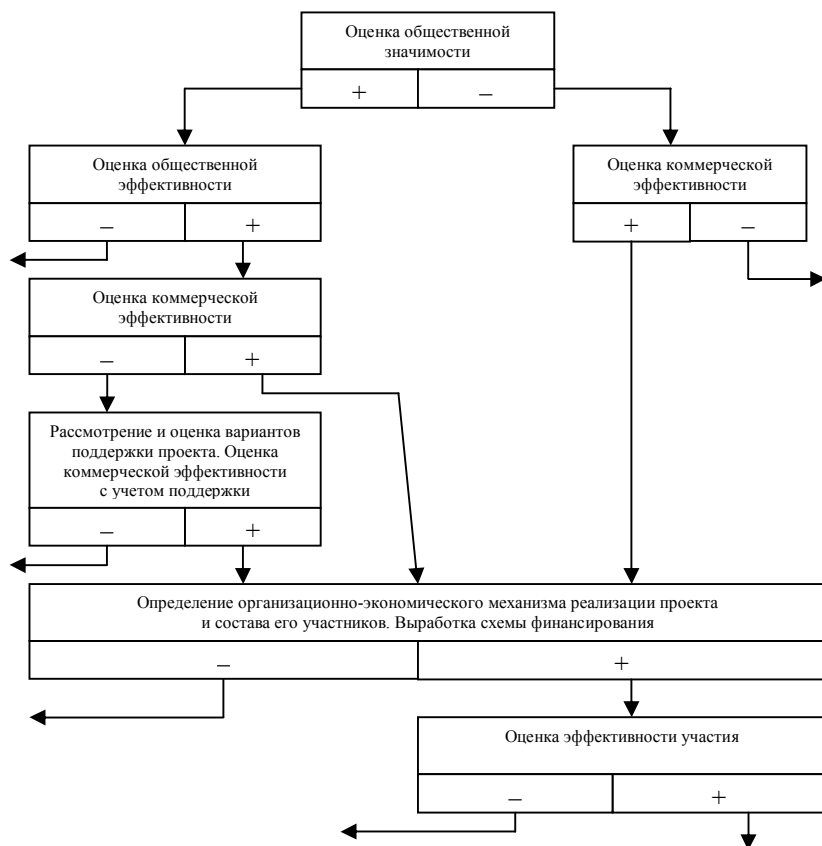 Оценка общественной
значимости
+ –
Оценка общественной
эффективности
– +
Оценка коммерческой
эффективности
+ –
Оценка коммерческой
эффективности
– +
Рассмотрение и оценка вариантов
поддержки проекта. Оценка
коммерческой эффективности
с учетом поддержки
– +
Определение организационно-экономического механизма реализации проекта
и состава его участников. Выработка схемы финансирования
– +
Оценка эффективности участия
– +